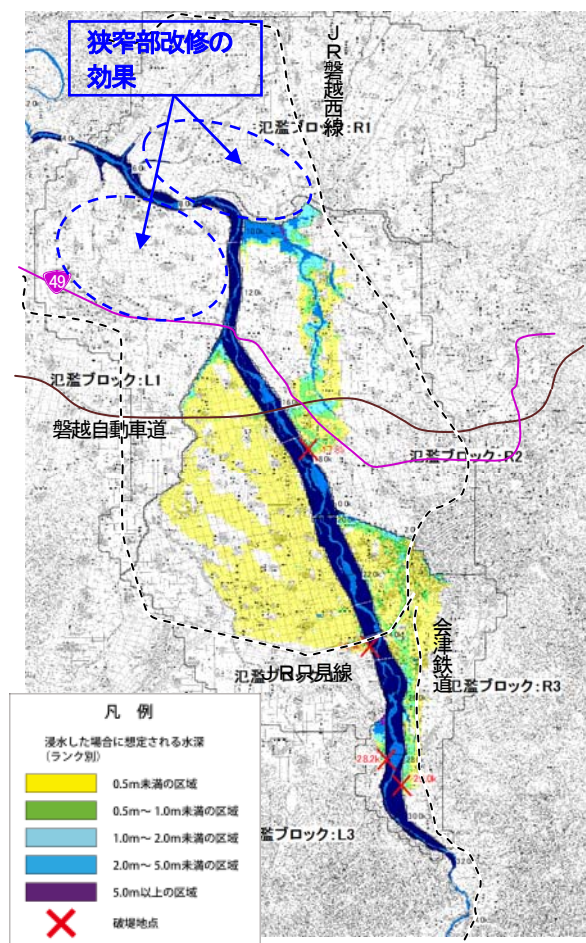 狭窄部改修の
効果
JR磐越西線
氾濫ブロック:R1
49
氾濫ブロック:L1
磐越自動車道
氾濫ブロック:R2
会津鉄道
JR只見線
氾濫ブロック:R3
28.2k
濫ブロック:L3
凡 例
浸水した場合に想定される水深
(ランク別)
0.5m未満の区域
0.5m~ 1.0m未満の区域
1.0m~ 2.0m未満の区域
2.0m~ 5.0m未満の区域
5.0m以上の区域
破堤地点